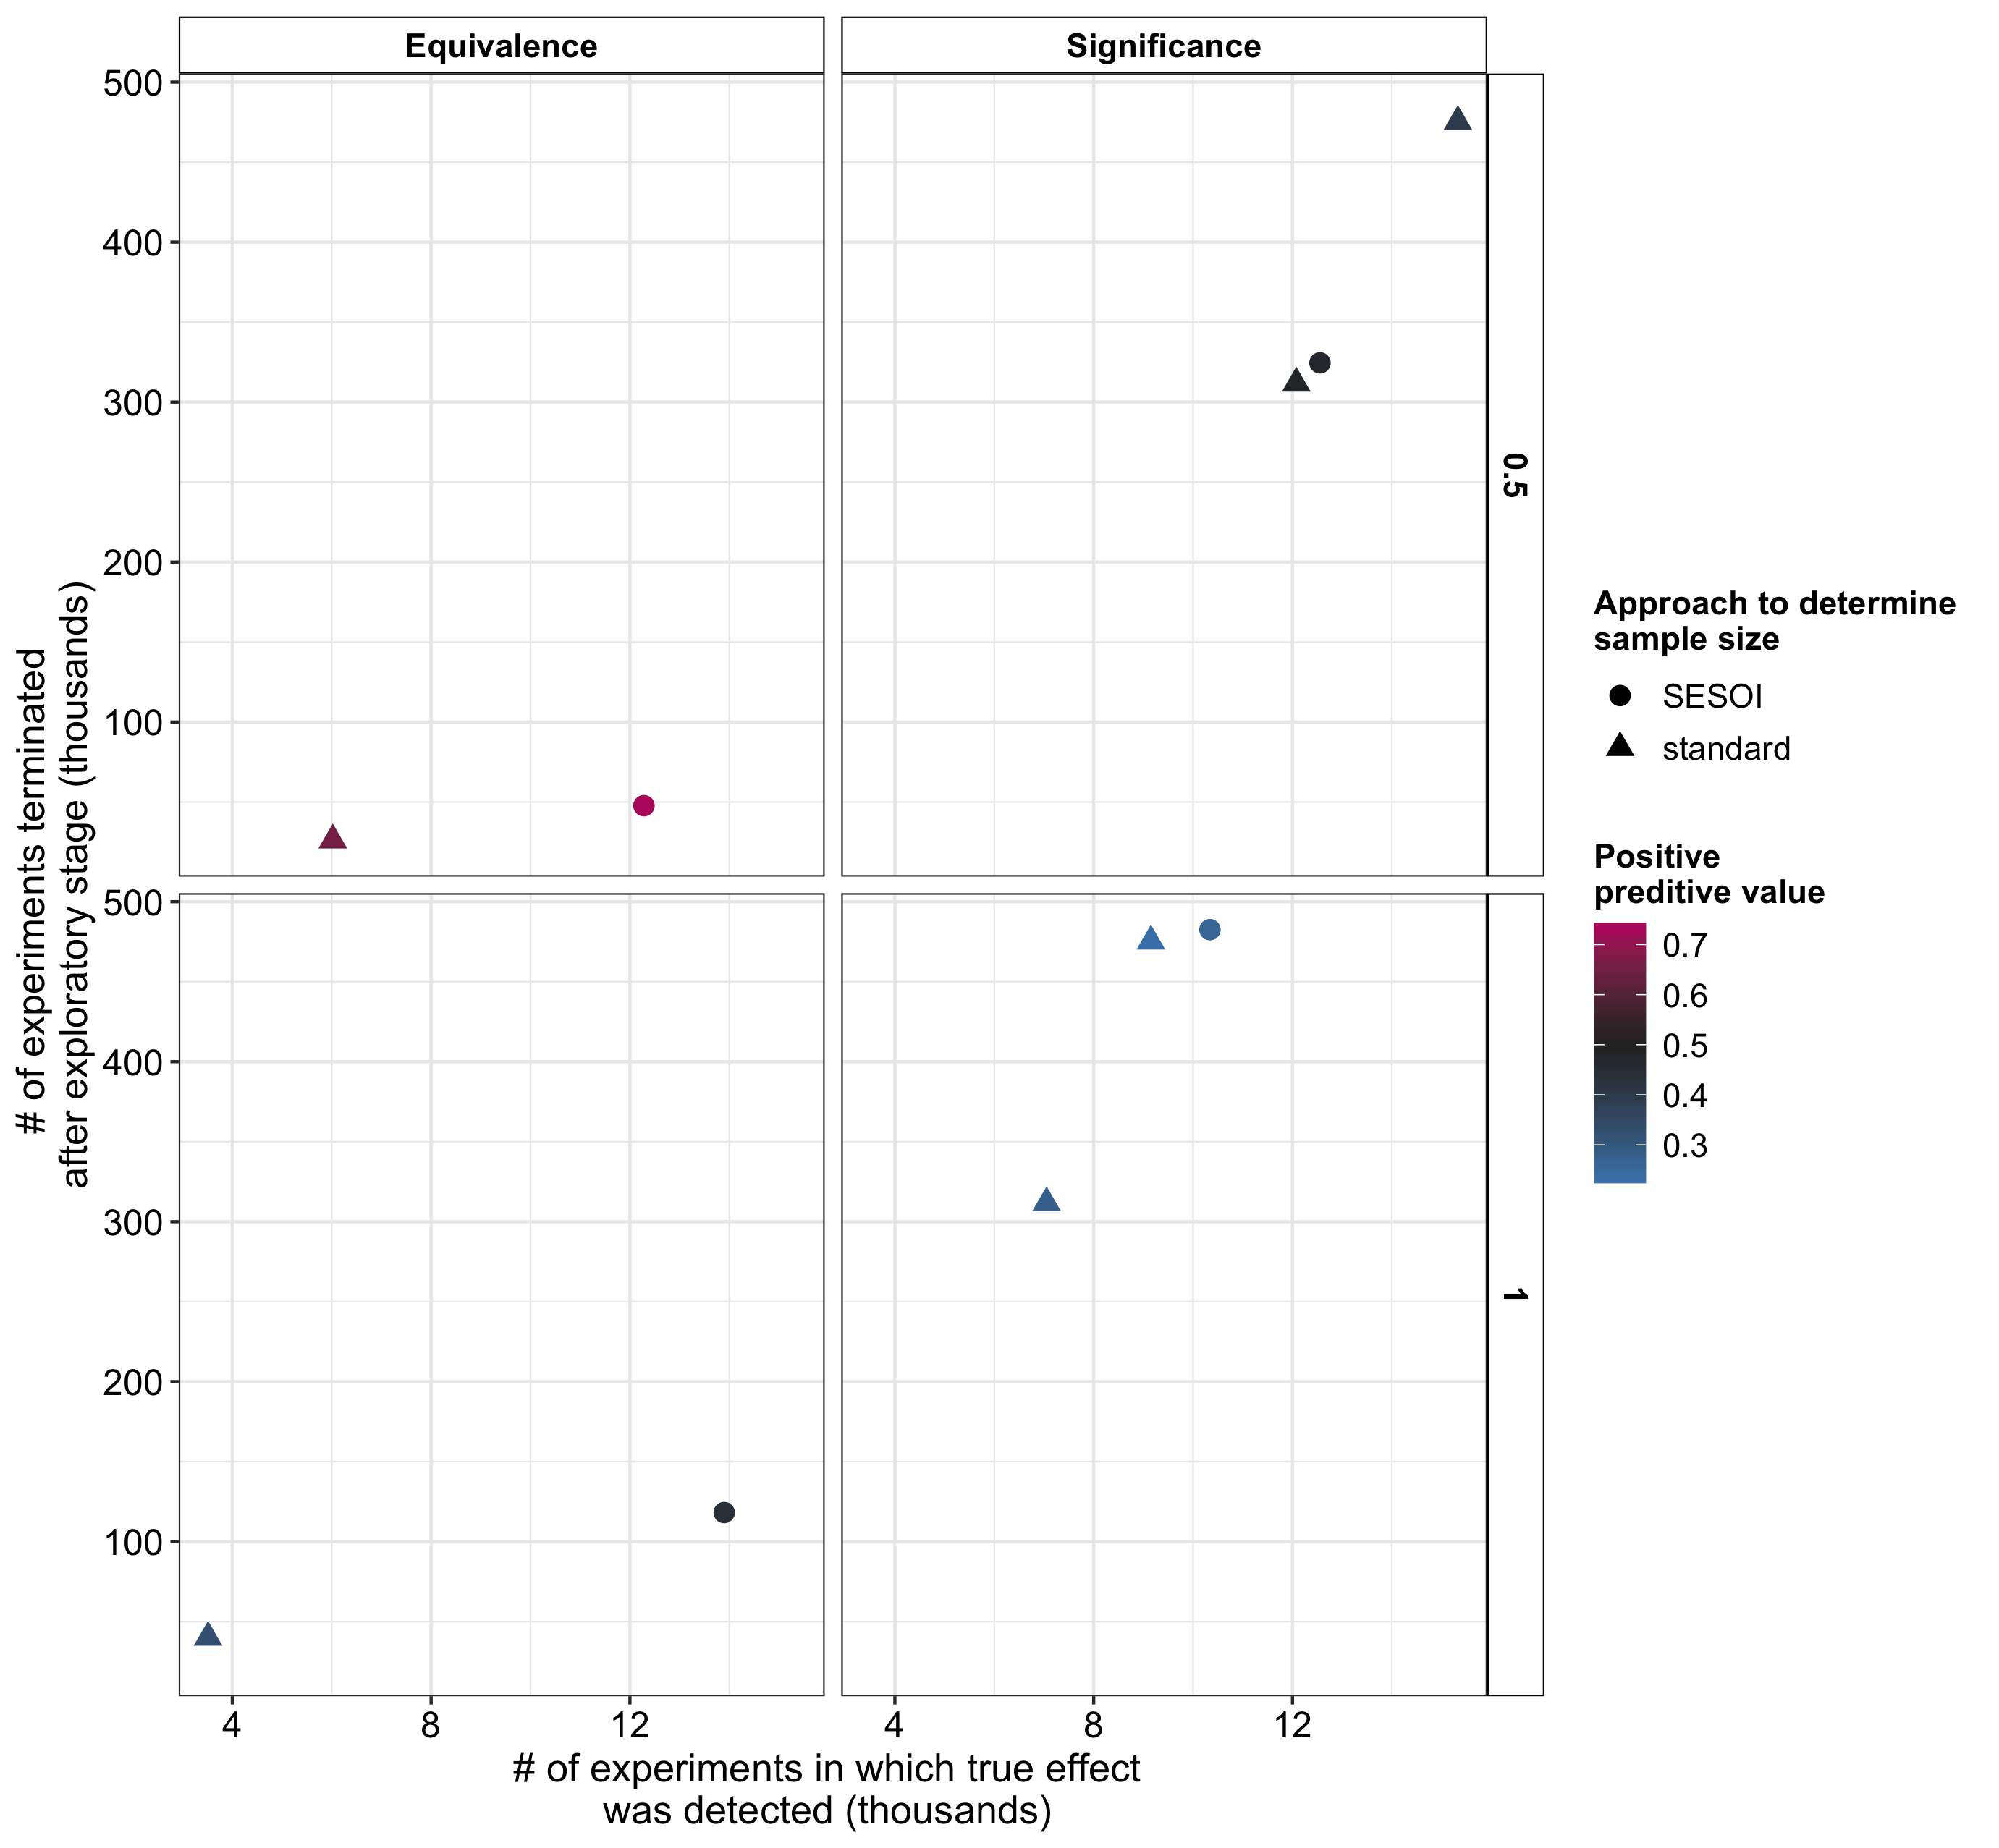 Equivalence
Significance
500
400
300
200
100
0.5
500
400
300
200
100
1
4
8
12
4
8
12
# of experiments in which true effect
was detected (thousands)
# of experiments terminated
after exploratory stage (thousands)
Approach to determine
sample size
SESOI
standard
Positive
preditive value
0.7
0.6
0.5
0.4
0.3